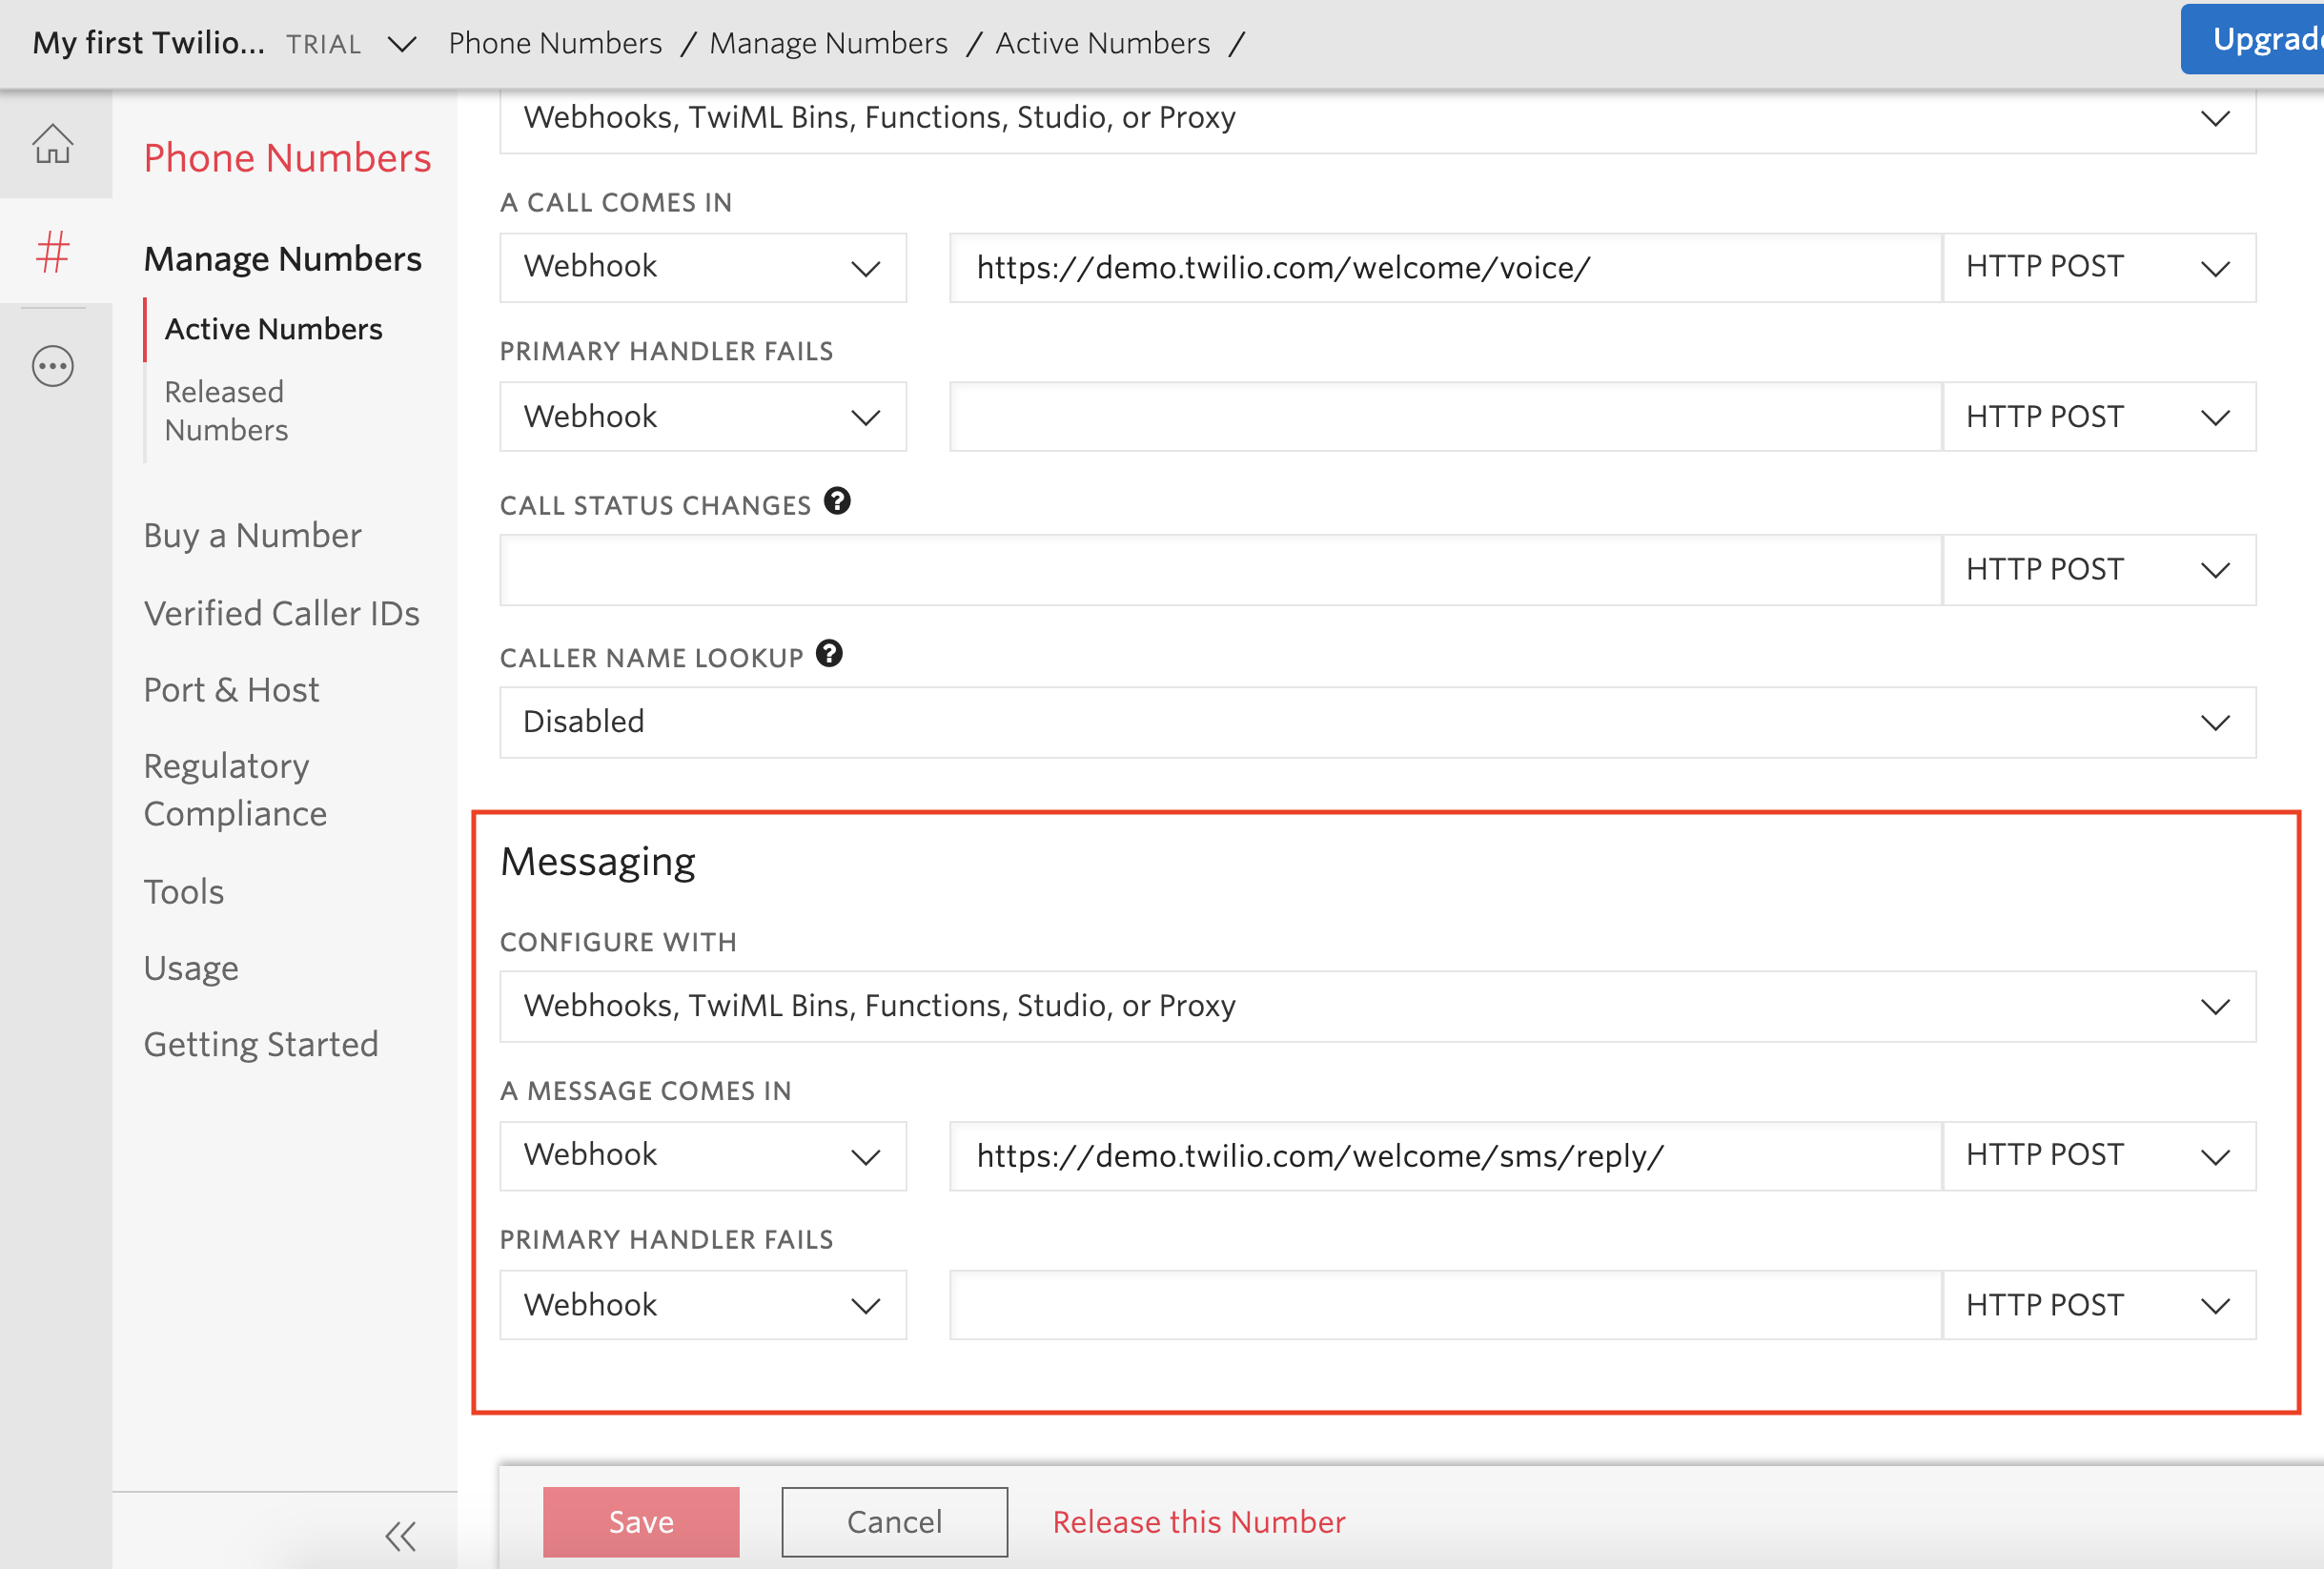 My first Twilio... TRIAL Phone Numbers / Manage Numbers / Active Numbers /
Upgrade
Phone Numbers
Manage Numbers
Active Numbers
Released
Numbers
Buy a Number
Verified Caller IDs
Port & Host
Regulatory
Compliance
Tools
Usage
Getting Started
Webhooks, TwiML Bins, Functions, Studio, or Proxy
A CALL COMES IN
Webhook https://demo.twilio.com/welcome/voice/ HTTP POST
PRIMARY HANDLER FAILS
Webhook HTTP POST
CALL STATUS CHANGES ?
HTTP POST
CALLER NAME LOOKUP ?
Disabled
Messaging
CONFIGURE WITH
Webhooks, TwiML Bins, Functions, Studio, or Proxy
A MESSAGE COMES IN
Webhook https://demo.twilio.com/welcome/sms/reply/ HTTP POST
PRIMARY HANDLER FAILS
Webhook HTTP POST
Save Cancel Release this Number